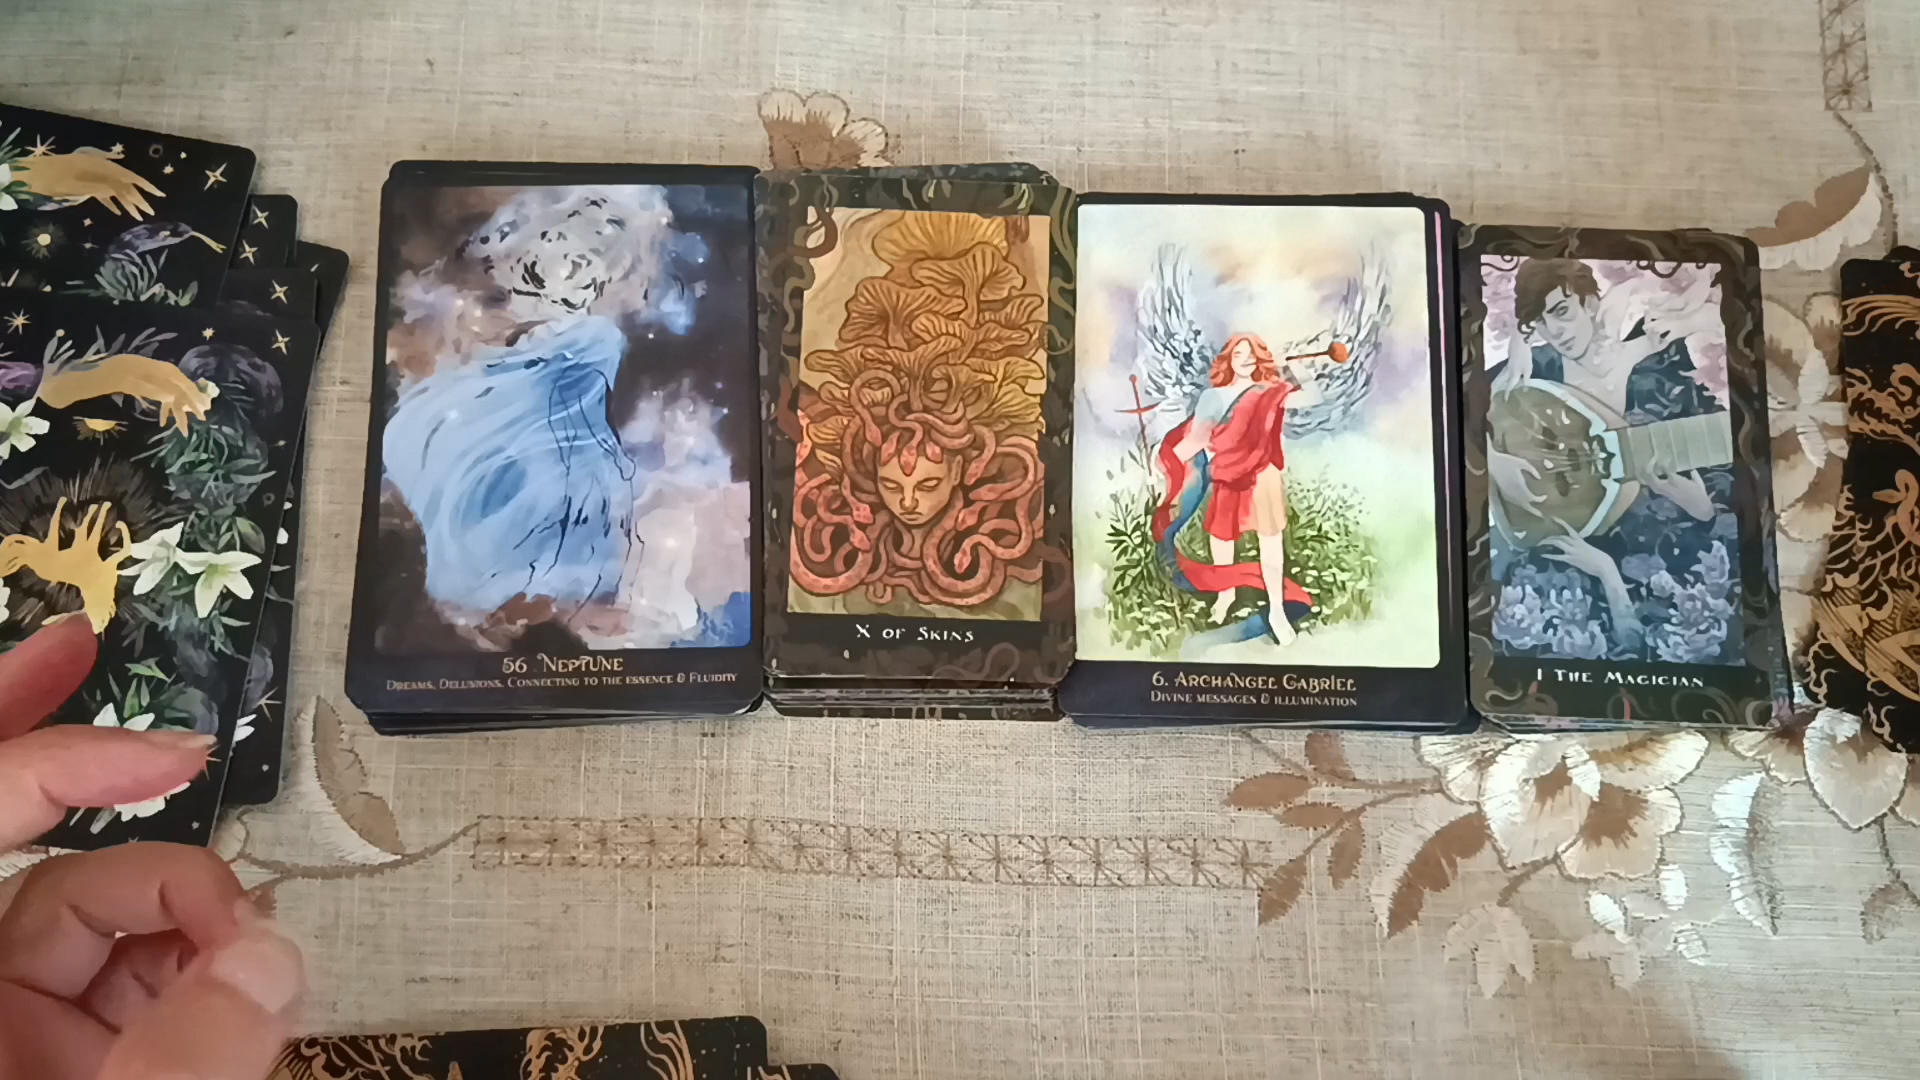 56 Neptune
Dreams, Delusions, Connecting to the essence & Fluidity
X of Skins
6. Archangel Gabriel
Divine messages & illumination
I The Magician